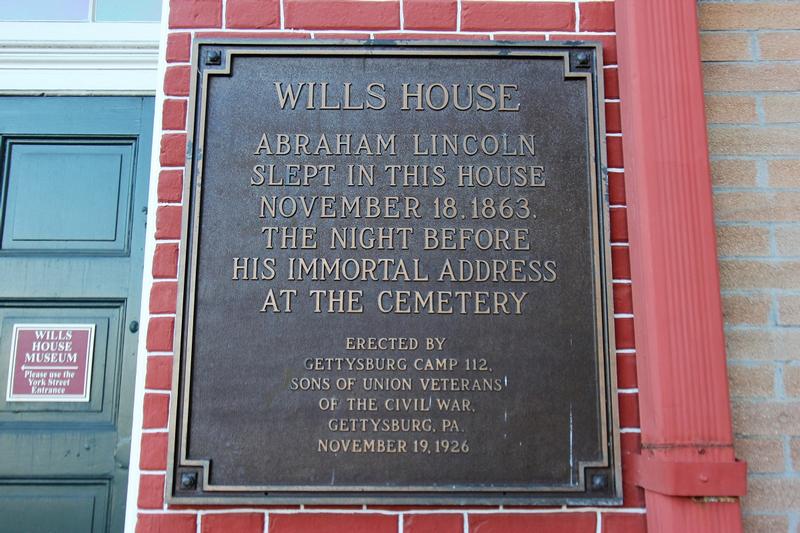 WILLS HOUSE
ABRAHAM LINCOLN
SLEPT IN THIS HOUSE
NOVEMBER 18, 1863,
THE NIGHT BEFORE
HIS IMMORTAL ADDRESS
AT THE CEMETERY
ERECTED BY
GETTYSBURG CAMP 112,
SONS OF UNION VETERANS
OF THE CIVIL WAR,
GETTYSBURG, PA.
NOVEMBER 19, 1926
WILLS
HOUSE
MUSEUM
Please use the
York Street
Entrance